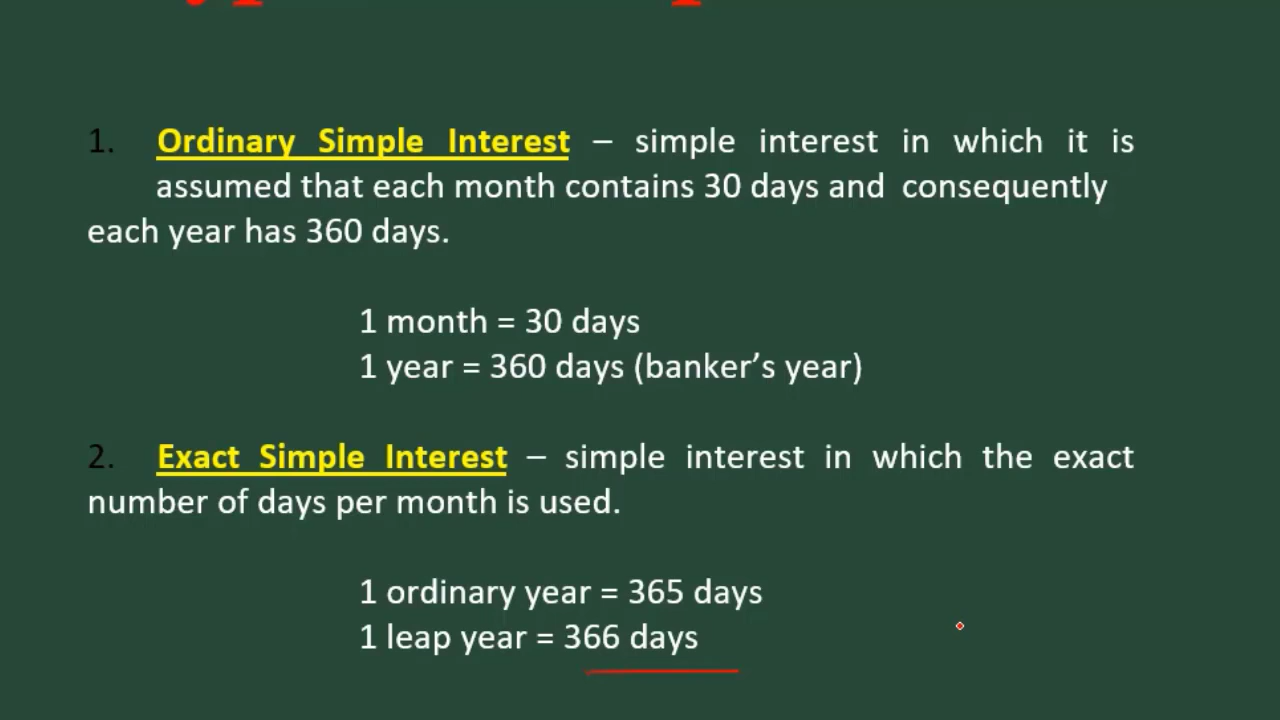 1. Ordinary Simple Interest – simple interest in which it is
assumed that each month contains 30 days and consequently
each year has 360 days.
1 month = 30 days
1 year = 360 days (banker’s year)
2. Exact Simple Interest – simple interest in which the exact
number of days per month is used.
1 ordinary year = 365 days
1 leap year = 366 days